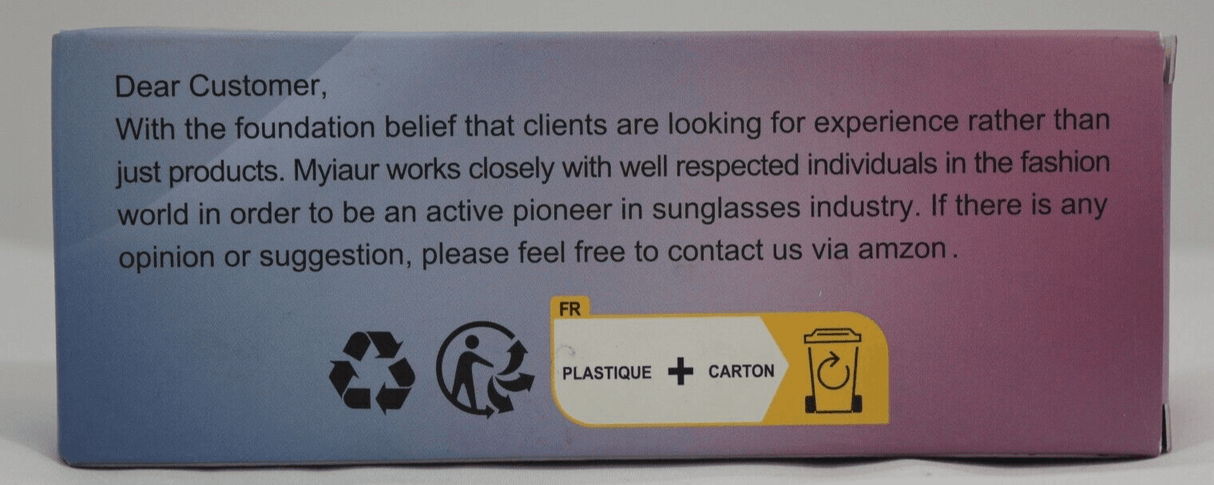 Dear Customer,
With the foundation belief that clients are looking for experience rather than
just products. Myiaur works closely with well respected individuals in the fashion
world in order to be an active pioneer in sunglasses industry. If there is any
opinion or suggestion, please feel free to contact us via amzon .
FR
PLASTIQUE + CARTON